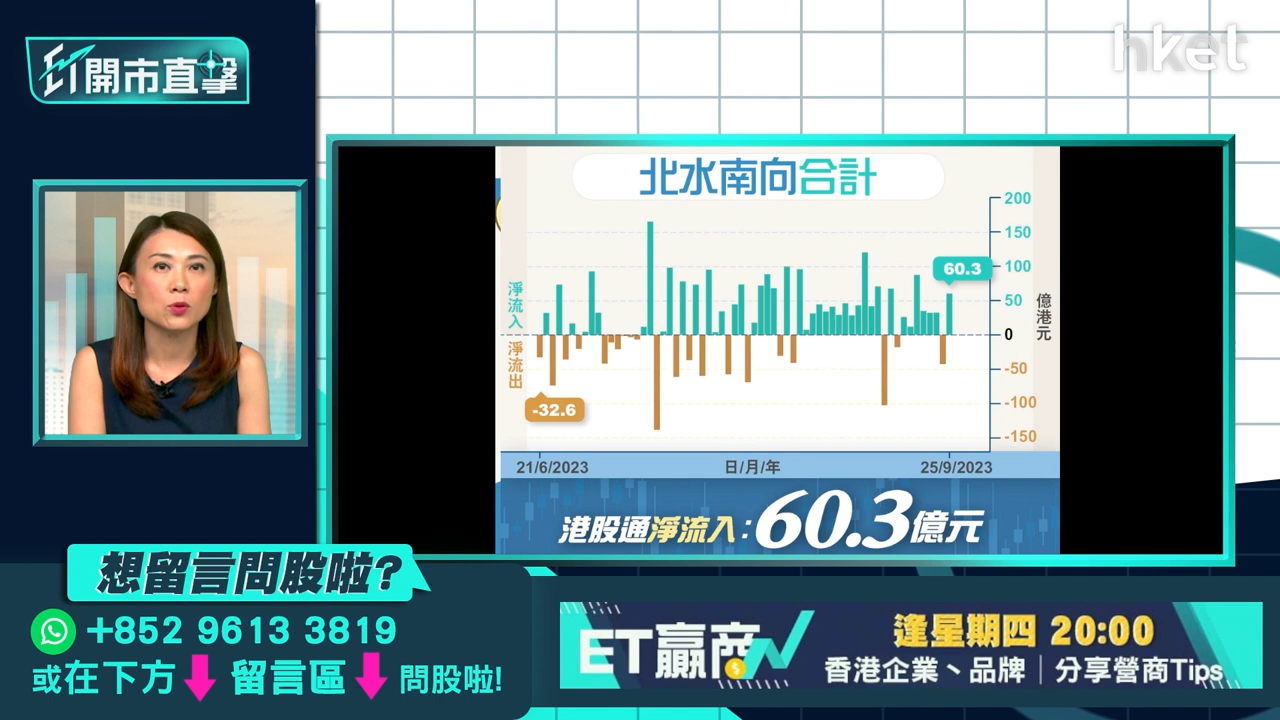 ET開市直擊
hket
北水南向合計
200
150
100
50
0
-50
-100
-150
60.3
-32.6
淨流入
淨流出
億港元
21/6/2023 日/月/年 25/9/2023
港股通淨流入:60.3億元
想留言問股啦?
+852 9613 3819
或在下方 留言區 問股啦!
ET贏商
逢星期四 20:00
香港企業、品牌|分享營商Tips